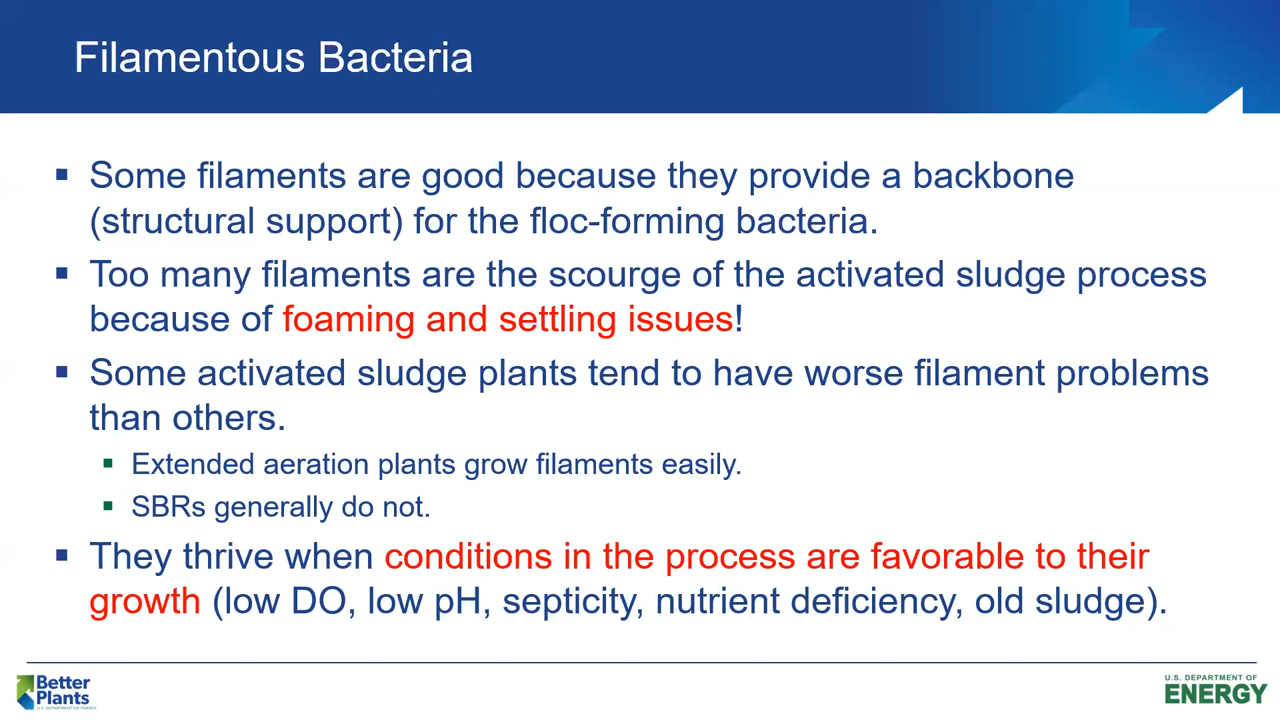 Filamentous Bacteria
▪ Some filaments are good because they provide a backbone
(structural support) for the floc-forming bacteria.
▪ Too many filaments are the scourge of the activated sludge process
because of foaming and settling issues!
▪ Some activated sludge plants tend to have worse filament problems
than others.
▪ Extended aeration plants grow filaments easily.
▪ SBRs generally do not.
▪ They thrive when conditions in the process are favorable to their
growth (low DO, low pH, septicity, nutrient deficiency, old sludge).
Better
Plants
U.S. DEPARTMENT OF ENERGY
U.S. DEPARTMENT OF
ENERGY